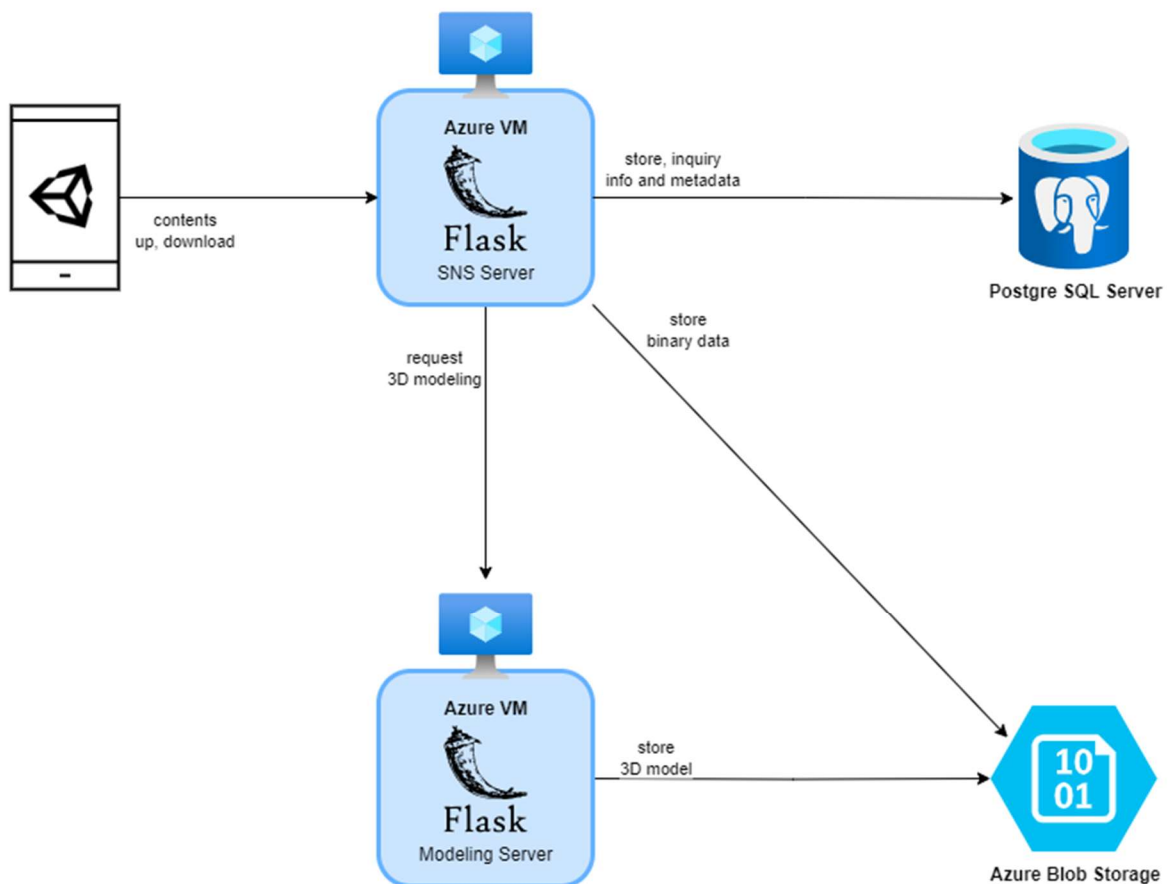 Azure VM
Flask
SNS Server
contents
up, download
store, inquiry
info and metadata
Postgre SQL Server
request
3D modeling
store
binary data
Azure VM
Flask
Modeling Server
store
3D model
10
01
Azure Blob Storage